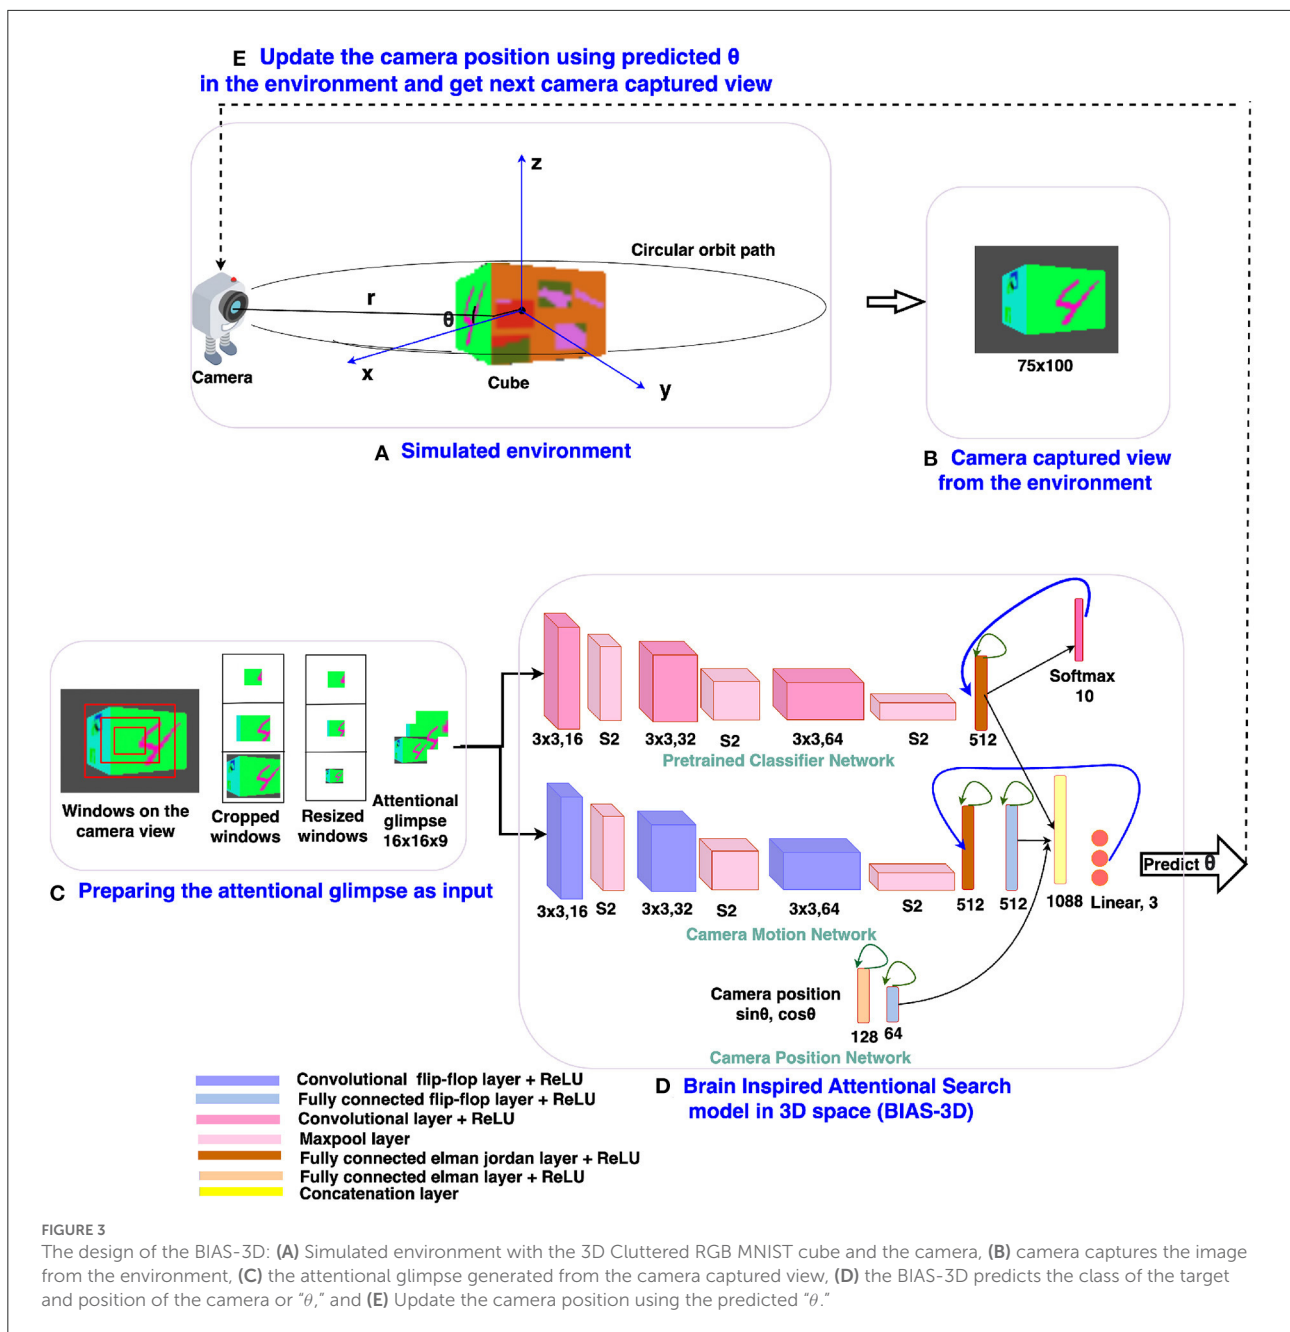 E Update the camera position using predicted θ
in the environment and get next camera captured view
z
Circular orbit path
r
θ
x
y
Camera
Cube
75x100
A Simulated environment
B Camera captured view
from the environment
Softmax
10
3x3,16
S2
3x3,32
S2
3x3,64
S2
512
Pretrained Classifier Network
Windows on the
camera view
Cropped
windows
Resized
windows
Attentional
glimpse
16x16x9
C Preparing the attentional glimpse as input
3x3,16
S2
3x3,32
S2
3x3,64
S2
512
512
1088
Linear, 3
Predict θ
Camera Motion Network
Camera position
sinθ, cosθ
128
64
Camera Position Network
D Brain Inspired Attentional Search
model in 3D space (BIAS-3D)
Convolutional flip-flop layer + ReLU
Fully connected flip-flop layer + ReLU
Convolutional layer + ReLU
Maxpool layer
Fully connected elman jordan layer + ReLU
Fully connected elman layer + ReLU
Concatenation layer
FIGURE 3
The design of the BIAS-3D: (A) Simulated environment with the 3D Cluttered RGB MNIST cube and the camera, (B) camera captures the image
from the environment, (C) the attentional glimpse generated from the camera captured view, (D) the BIAS-3D predicts the class of the target
and position of the camera or “θ,” and (E) Update the camera position using the predicted “θ.”